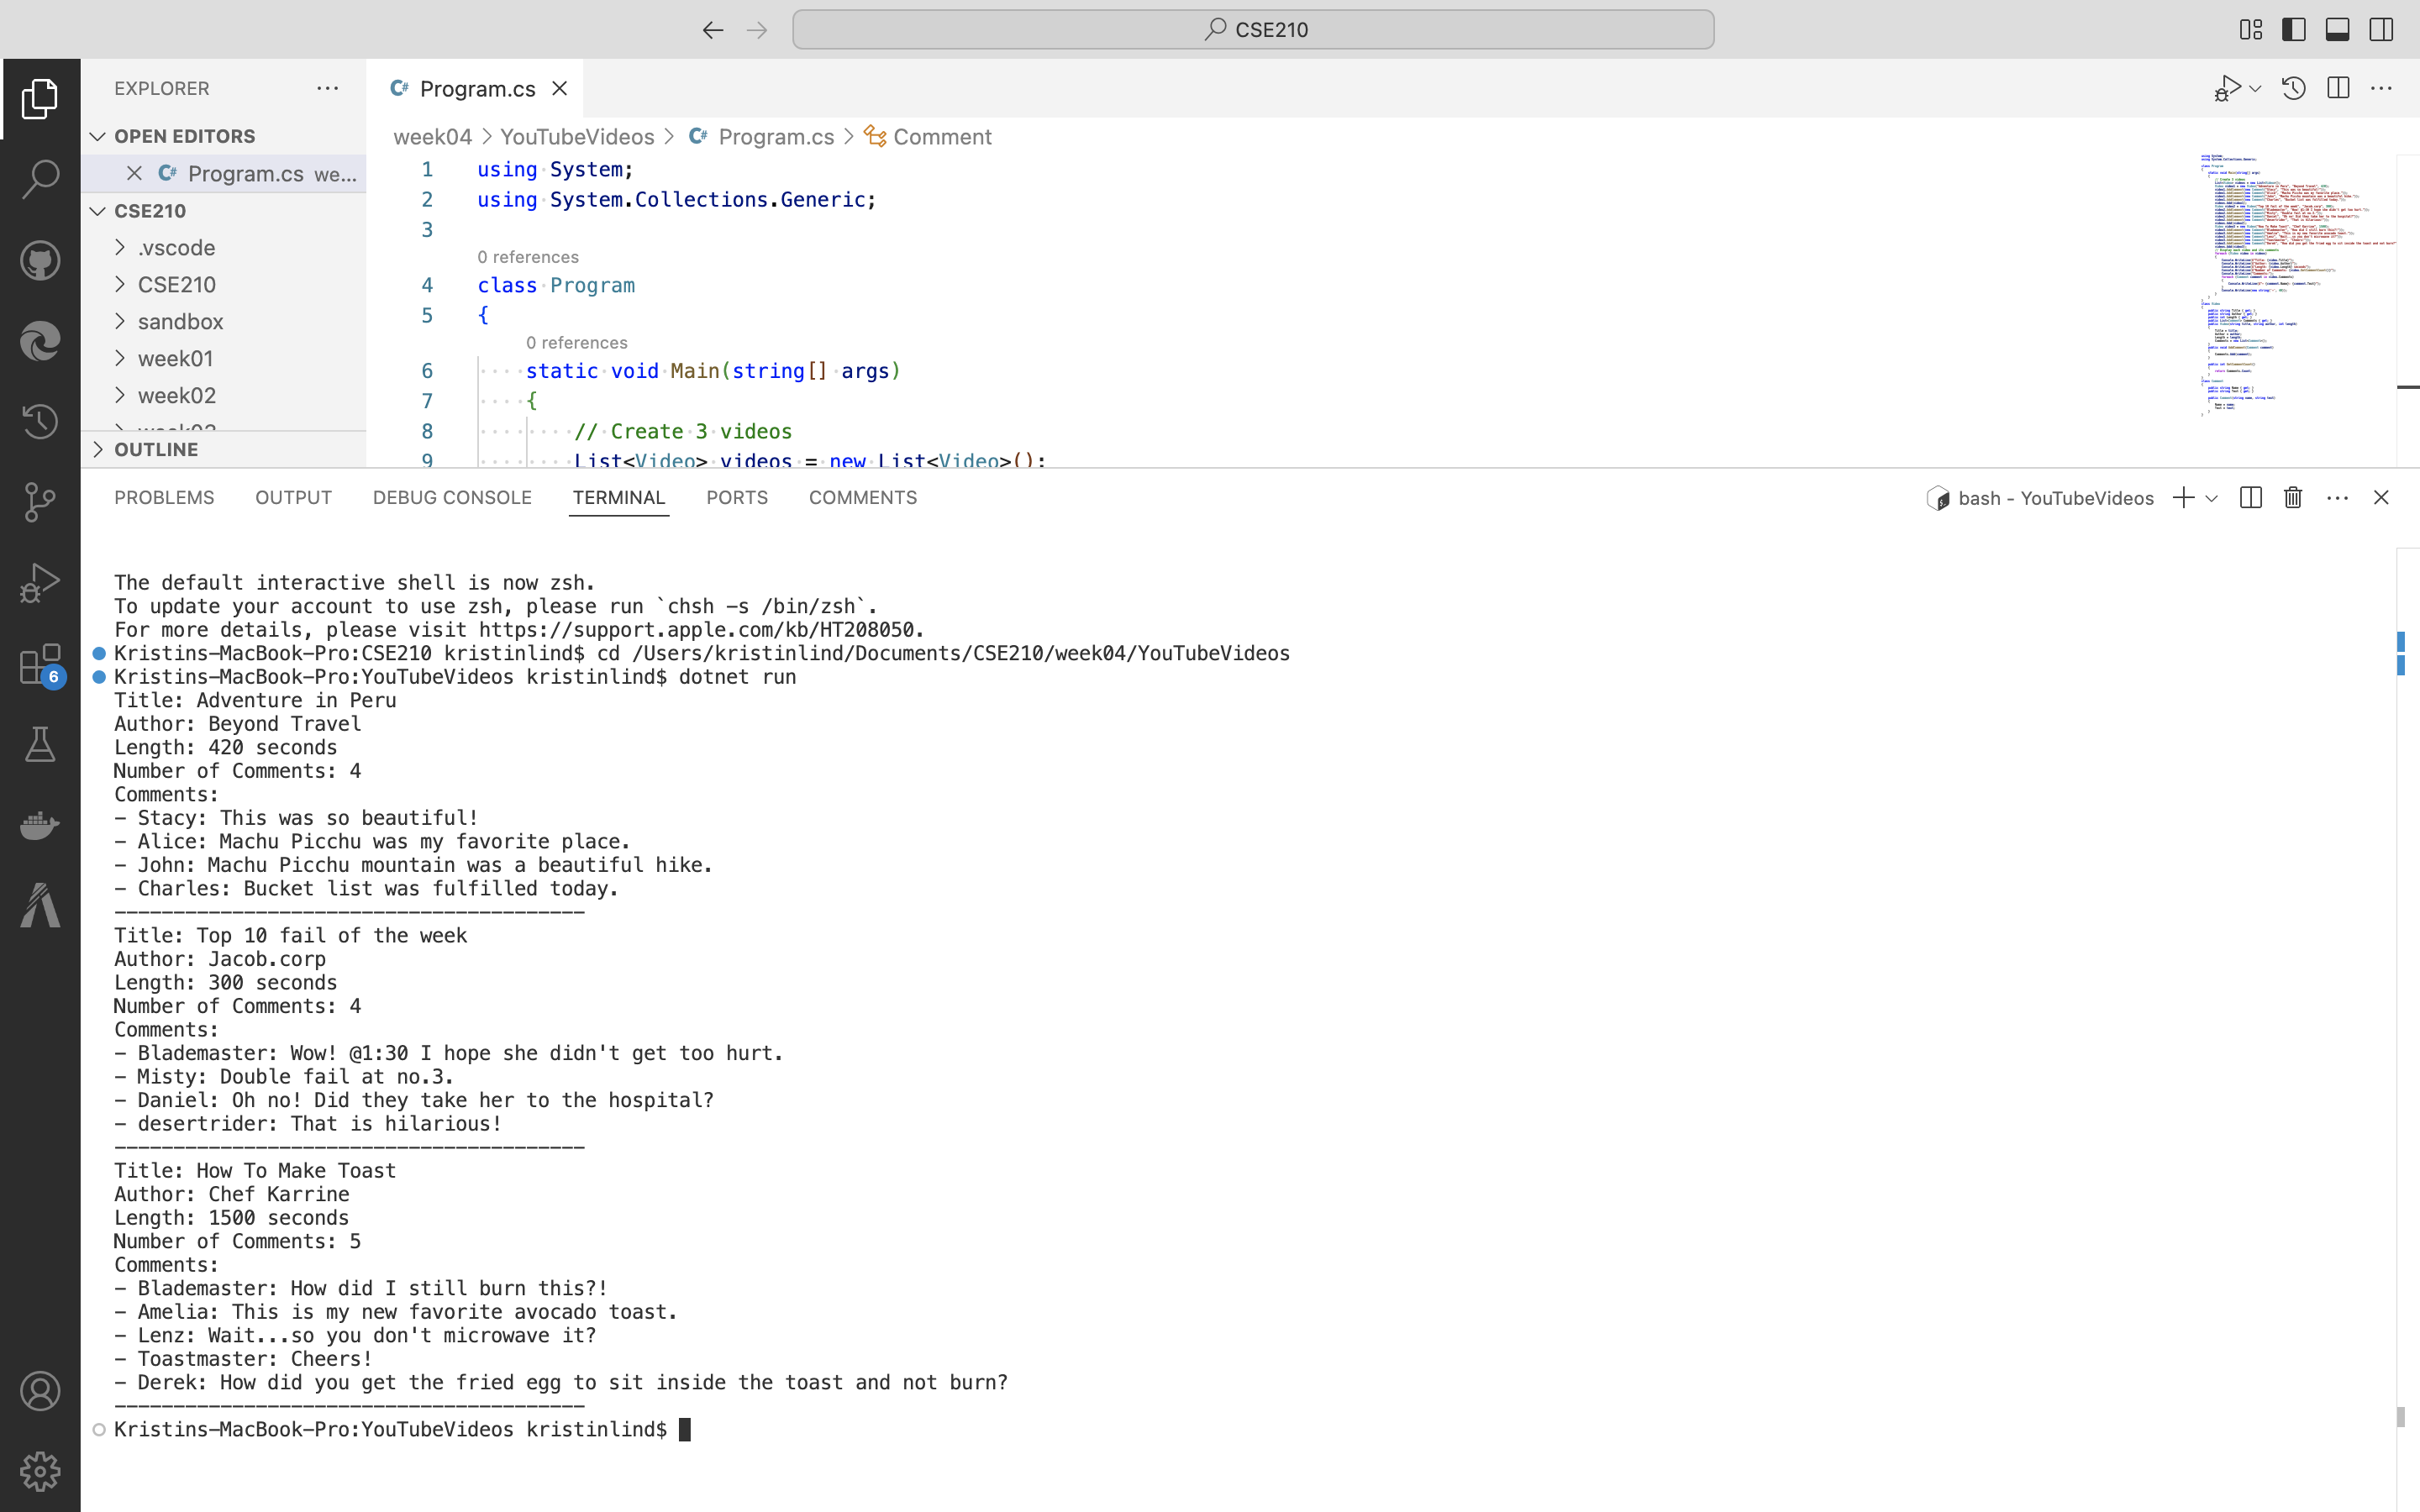 CSE210
EXPLORER
Program.cs
OPEN EDITORS
Program.cs we...
CSE210
.vscode
CSE210
sandbox
week01
week02
OUTLINE
week04 > YouTubeVideos > Program.cs > Comment
1 using System;
2 using System.Collections.Generic;
3
0 references
4 class Program
5 {
0 references
6 static void Main(string[] args)
7 {
8 // Create 3 videos
9 List<Video> videos = new List<Video>();
PROBLEMS OUTPUT DEBUG CONSOLE TERMINAL PORTS COMMENTS
bash - YouTubeVideos
The default interactive shell is now zsh.
To update your account to use zsh, please run `chsh -s /bin/zsh`.
For more details, please visit https://support.apple.com/kb/HT208050.
Kristins-MacBook-Pro:CSE210 kristinlind$ cd /Users/kristinlind/Documents/CSE210/week04/YouTubeVideos
Kristins-MacBook-Pro:YouTubeVideos kristinlind$ dotnet run
Title: Adventure in Peru
Author: Beyond Travel
Length: 420 seconds
Number of Comments: 4
Comments:
- Stacy: This was so beautiful!
- Alice: Machu Picchu was my favorite place.
- John: Machu Picchu mountain was a beautiful hike.
- Charles: Bucket list was fulfilled today.
----------------------------------------
Title: Top 10 fail of the week
Author: Jacob.corp
Length: 300 seconds
Number of Comments: 4
Comments:
- Blademaster: Wow! @1:30 I hope she didn't get too hurt.
- Misty: Double fail at no.3.
- Daniel: Oh no! Did they take her to the hospital?
- desertrider: That is hilarious!
----------------------------------------
Title: How To Make Toast
Author: Chef Karrine
Length: 1500 seconds
Number of Comments: 5
Comments:
- Blademaster: How did I still burn this?!
- Amelia: This is my new favorite avocado toast.
- Lenz: Wait...so you don't microwave it?
- Toastmaster: Cheers!
- Derek: How did you get the fried egg to sit inside the toast and not burn?
----------------------------------------
Kristins-MacBook-Pro:YouTubeVideos kristinlind$
6